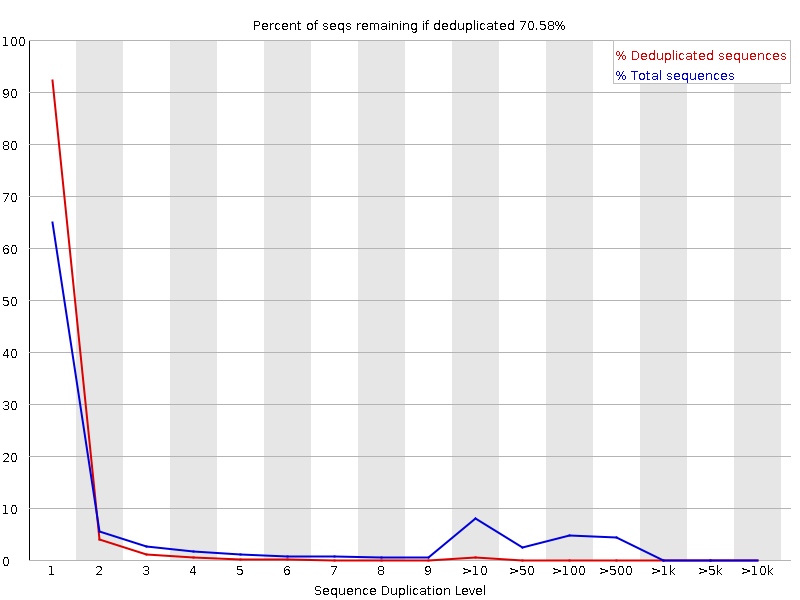 Percent of seqs remaining if deduplicated 70.58%
% Deduplicated sequences
% Total sequences
100
90
80
70
60
50
40
30
20
10
0
1 2 3 4 5 6 7 8 9 >10 >50 >100 >500 >1k >5k >10k
Sequence Duplication Level